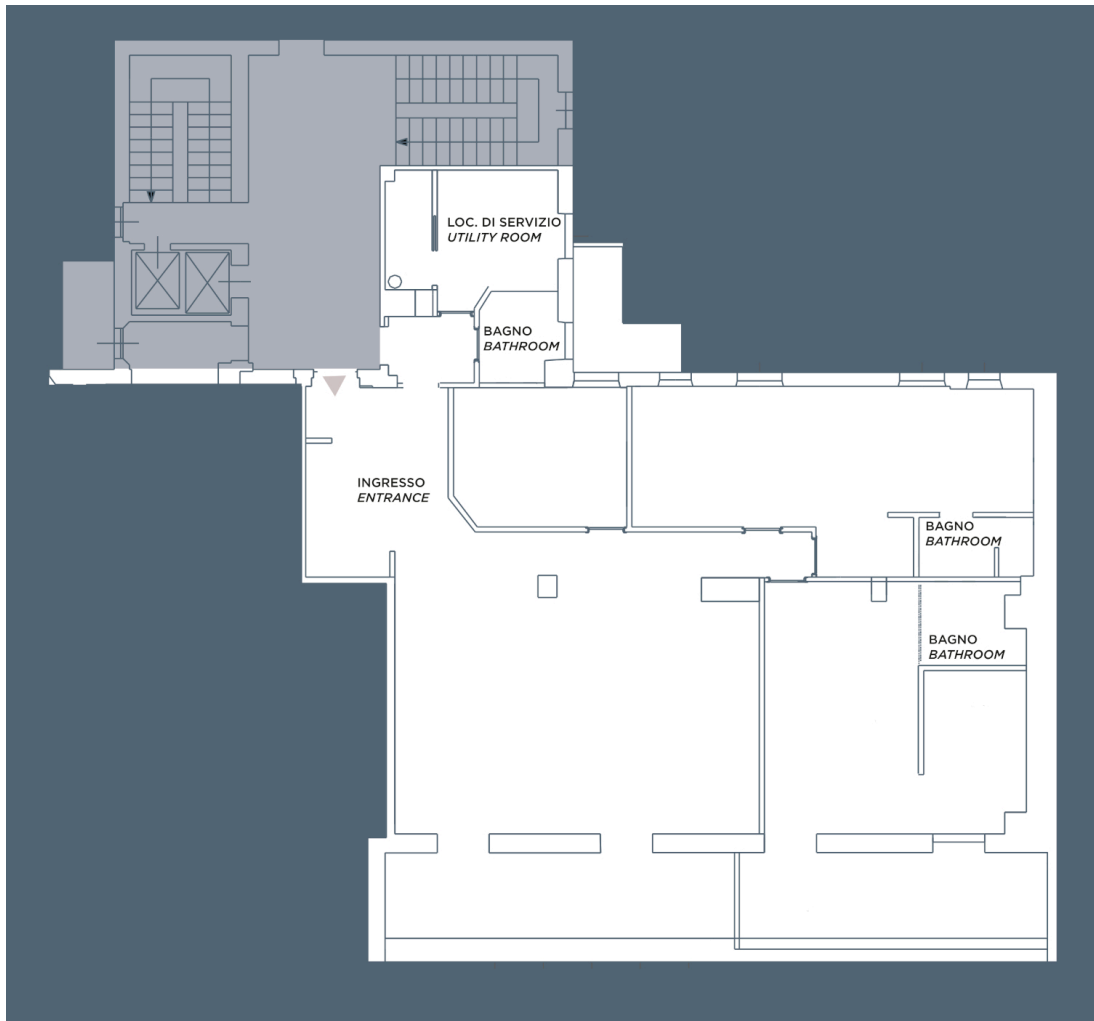 LOC. DI SERVIZIO
UTILITY ROOM
BAGNO
BATHROOM
INGRESSO
ENTRANCE
BAGNO
BATHROOM
BAGNO
BATHROOM